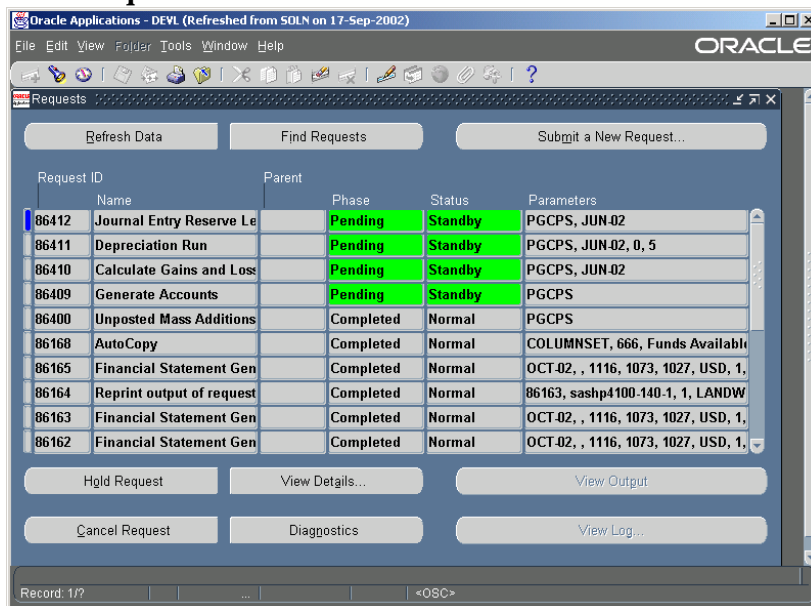 Oracle Applications - DEVL (Refreshed from SOLN on 17-Sep-2002)
File Edit View Folder Tools Window Help
ORACLE
Requests
Refresh Data Find Requests Submit a New Request...
Request ID Parent
Name Phase Status Parameters
86412 Journal Entry Reserve Le Pending Standby PGCPS, JUN-02
86411 Depreciation Run Pending Standby PGCPS, JUN-02, 0, 5
86410 Calculate Gains and Loss Pending Standby PGCPS, JUN-02
86409 Generate Accounts Pending Standby PGCPS
86400 Unposted Mass Additions Completed Normal PGCPS
86168 AutoCopy Completed Normal COLUMNSET, 666, Funds Available
86165 Financial Statement Gen Completed Normal OCT-02, , 1116, 1073, 1027, USD, 1,
86164 Reprint output of request Completed Normal 86163, sashp4100-140-1, 1, LANDW
86163 Financial Statement Gen Completed Normal OCT-02, , 1116, 1073, 1027, USD, 1,
86162 Financial Statement Gen Completed Normal OCT-02, , 1116, 1073, 1027, USD, 1,
Hold Request View Details... View Output
Cancel Request Diagnostics View Log...
Record: 1/? ... <OSC>